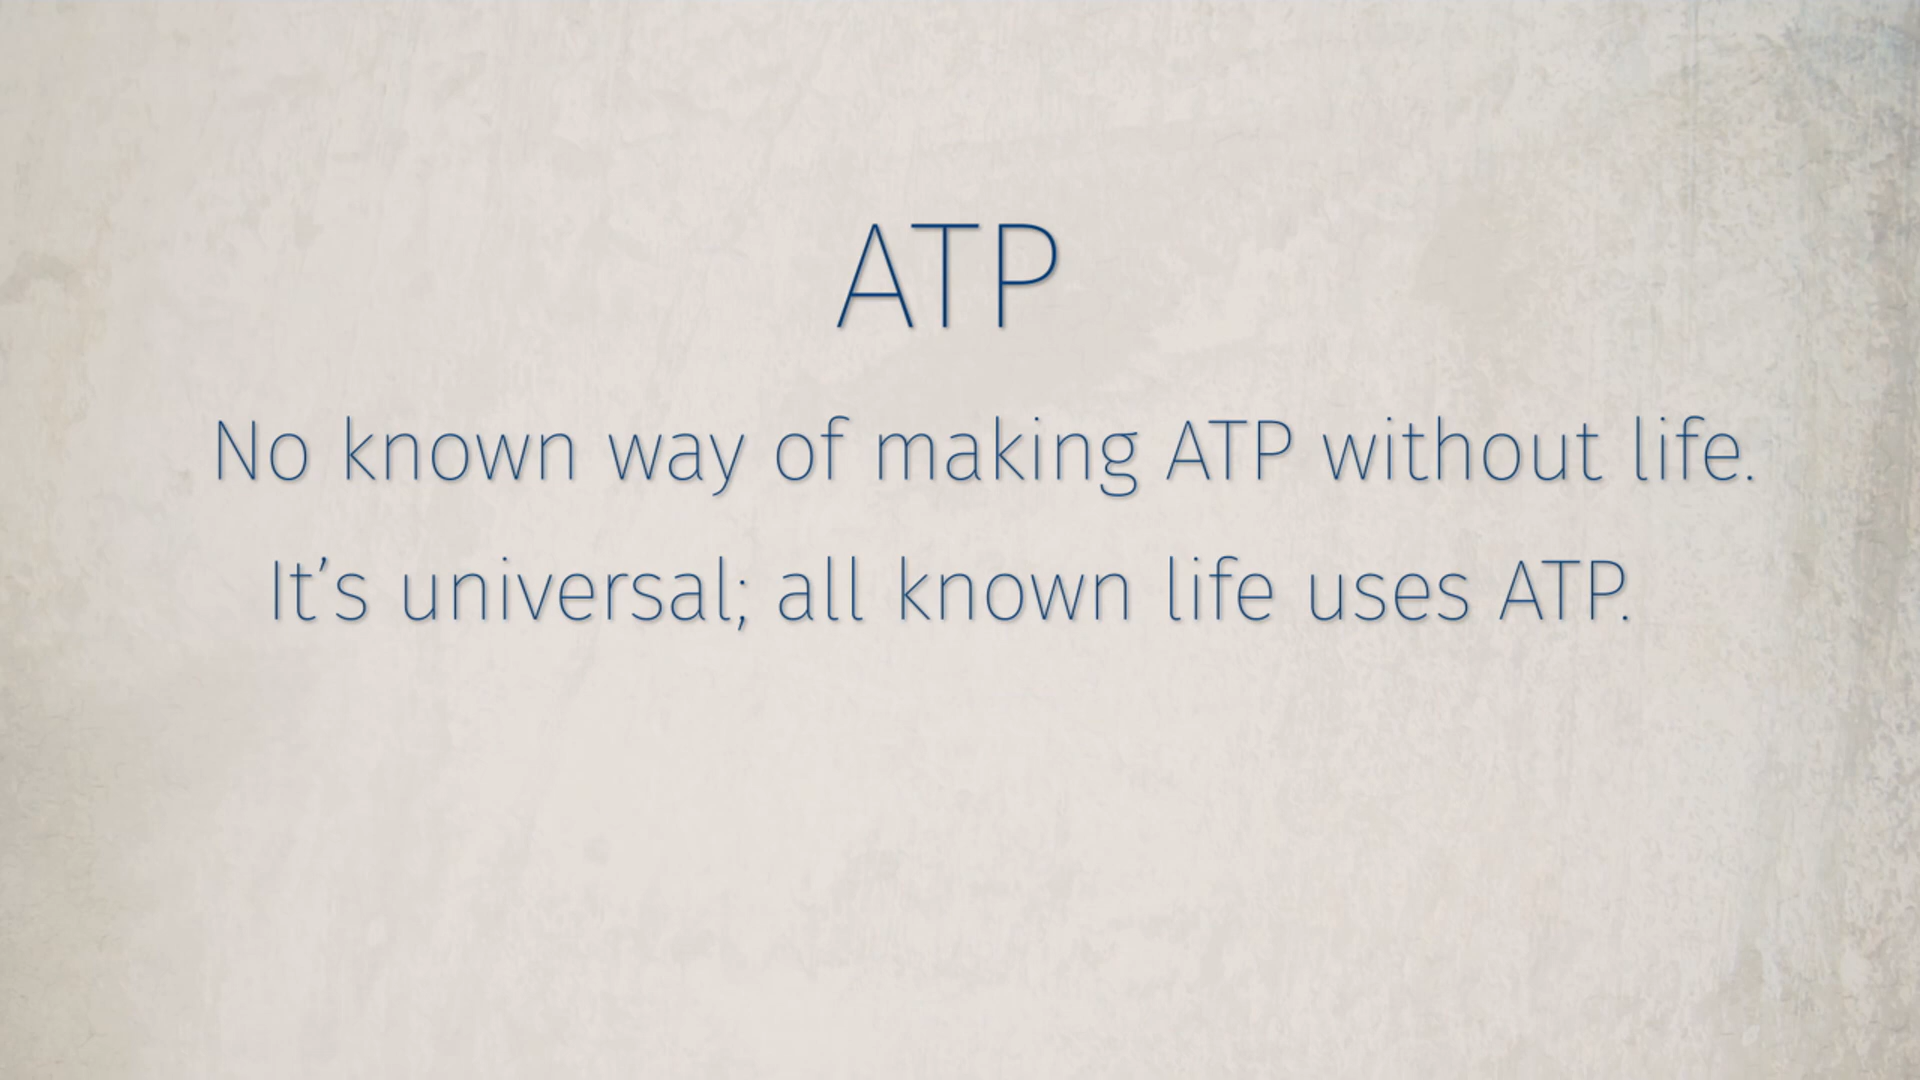 ATP
No known way of making ATP without life.
It’s universal; all known life uses ATP.